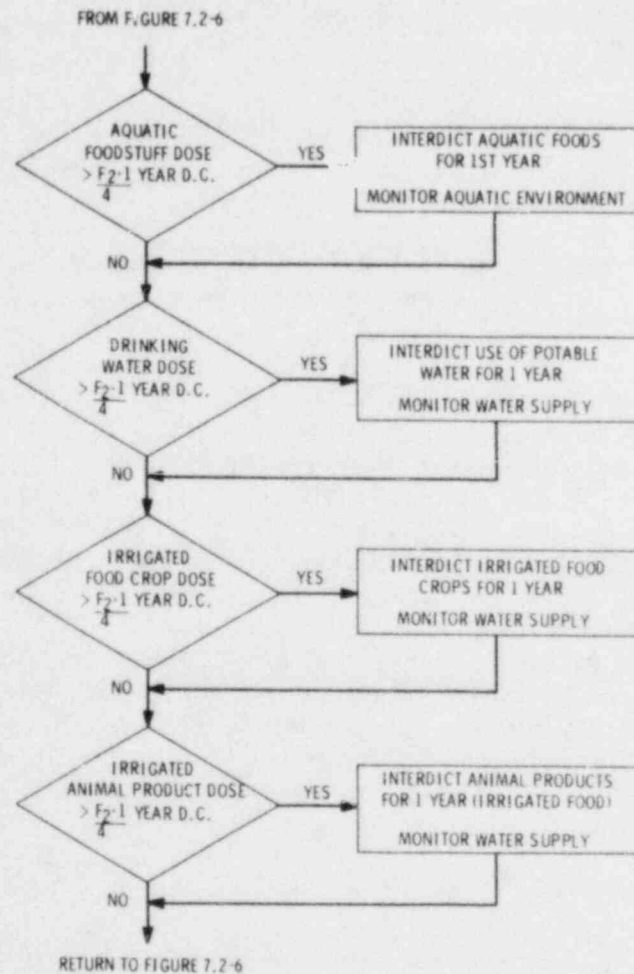 FROM FIGURE 7.2-6
AQUATIC
FOODSTUFF DOSE
> F2·1 YEAR D.C.
4
YES
INTERDICT AQUATIC FOODS
FOR 1ST YEAR
MONITOR AQUATIC ENVIRONMENT
NO
DRINKING
WATER DOSE
> F2·1 YEAR D.C.
4
YES
INTERDICT USE OF POTABLE
WATER FOR 1 YEAR
MONITOR WATER SUPPLY
NO
IRRIGATED
FOOD CROP DOSE
> F2·1 YEAR D.C.
4
YES
INTERDICT IRRIGATED FOOD
CROPS FOR 1 YEAR
MONITOR WATER SUPPLY
NO
IRRIGATED
ANIMAL PRODUCT DOSE
> F2·1 YEAR D.C.
4
YES
INTERDICT ANIMAL PRODUCTS
FOR 1 YEAR (IRRIGATED FOOD)
MONITOR WATER SUPPLY
NO
RETURN TO FIGURE 7.2-6